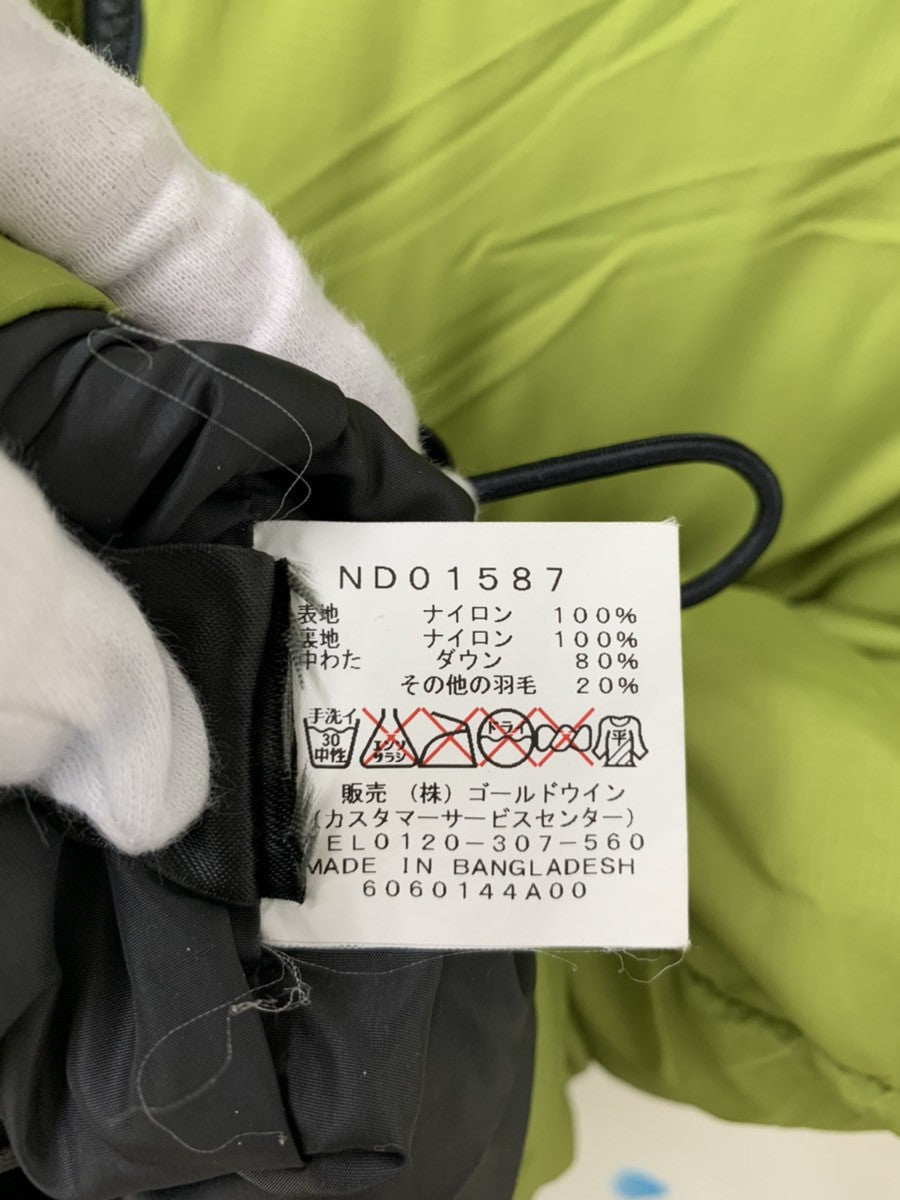 ND01587
表地 ナイロン 100%
裏地 ナイロン 100%
中わた ダウン 80%
その他の羽毛 20%
手洗イ 30 中性 エンソ サラシ ドライ 平
販売 (株) ゴールドウイン
(カスタマーサービスセンター)
EL0120-307-560
MADE IN BANGLADESH
6060144A00